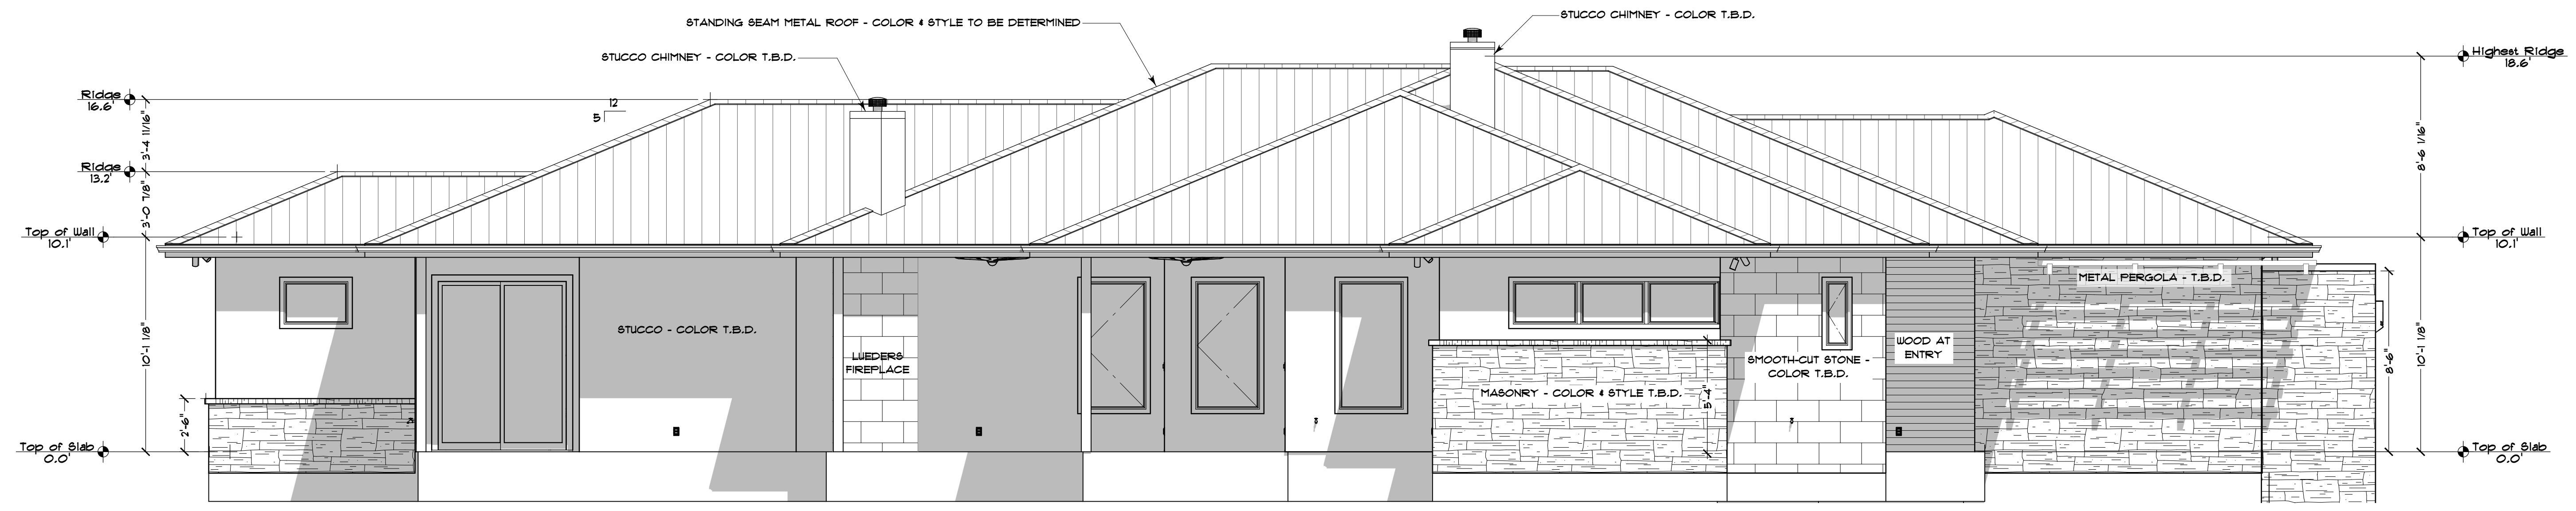 STANDING SEAM METAL ROOF - COLOR & STYLE TO BE DETERMINED
STUCCO CHIMNEY - COLOR T.B.D.
STUCCO CHIMNEY - COLOR T.B.D.
Highest Ridge
18.6'
Ridge
16.6'
12
5
3'-4 11/16"
Ridge
13.2'
3'-0 7/8"
8'-6 1/16"
Top of Wall
10.1'
Top of Wall
10.1'
METAL PERGOLA - T.B.D.
STUCCO - COLOR T.B.D.
10'-1 1/8"
LUEDERS
FIREPLACE
WOOD AT
ENTRY
SMOOTH-CUT STONE -
COLOR T.B.D.
MASONRY - COLOR & STYLE T.B.D.
5'-4"
8'-6"
10'-1 1/8"
2'-6"
Top of Slab
0.0'
Top of Slab
0.0'